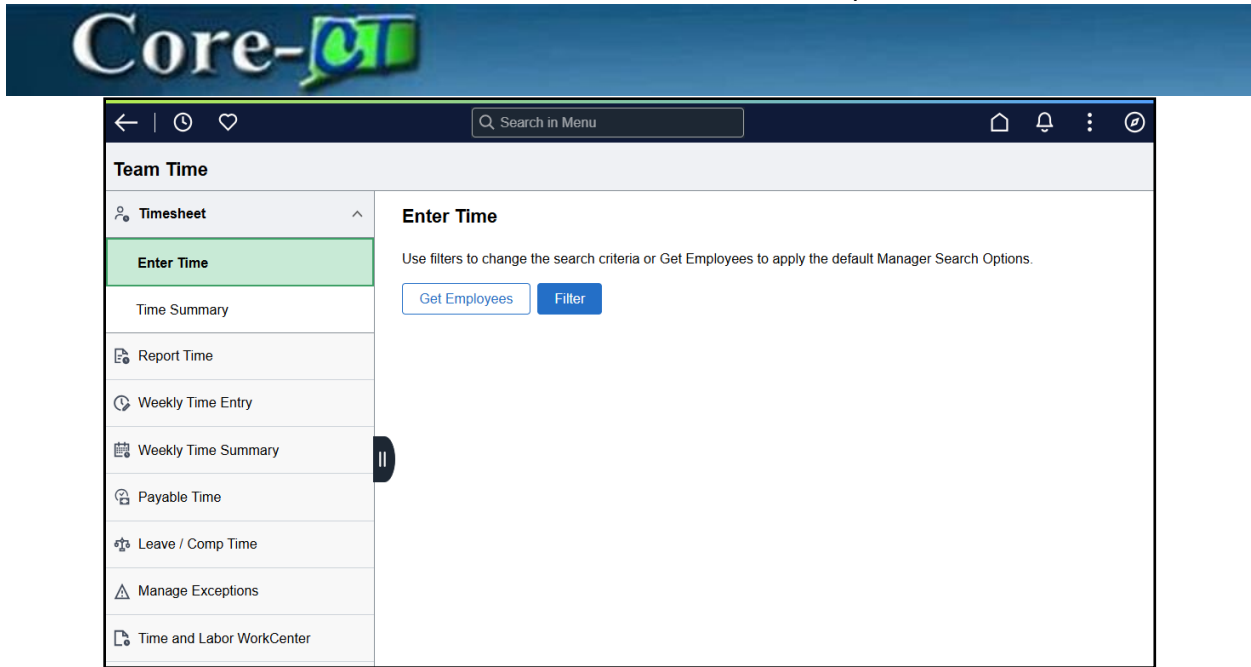 Core-CT
Search in Menu
Team Time
Timesheet
Enter Time
Time Summary
Report Time
Weekly Time Entry
Weekly Time Summary
Payable Time
Leave / Comp Time
Manage Exceptions
Time and Labor WorkCenter
Enter Time
Use filters to change the search criteria or Get Employees to apply the default Manager Search Options.
Get Employees Filter